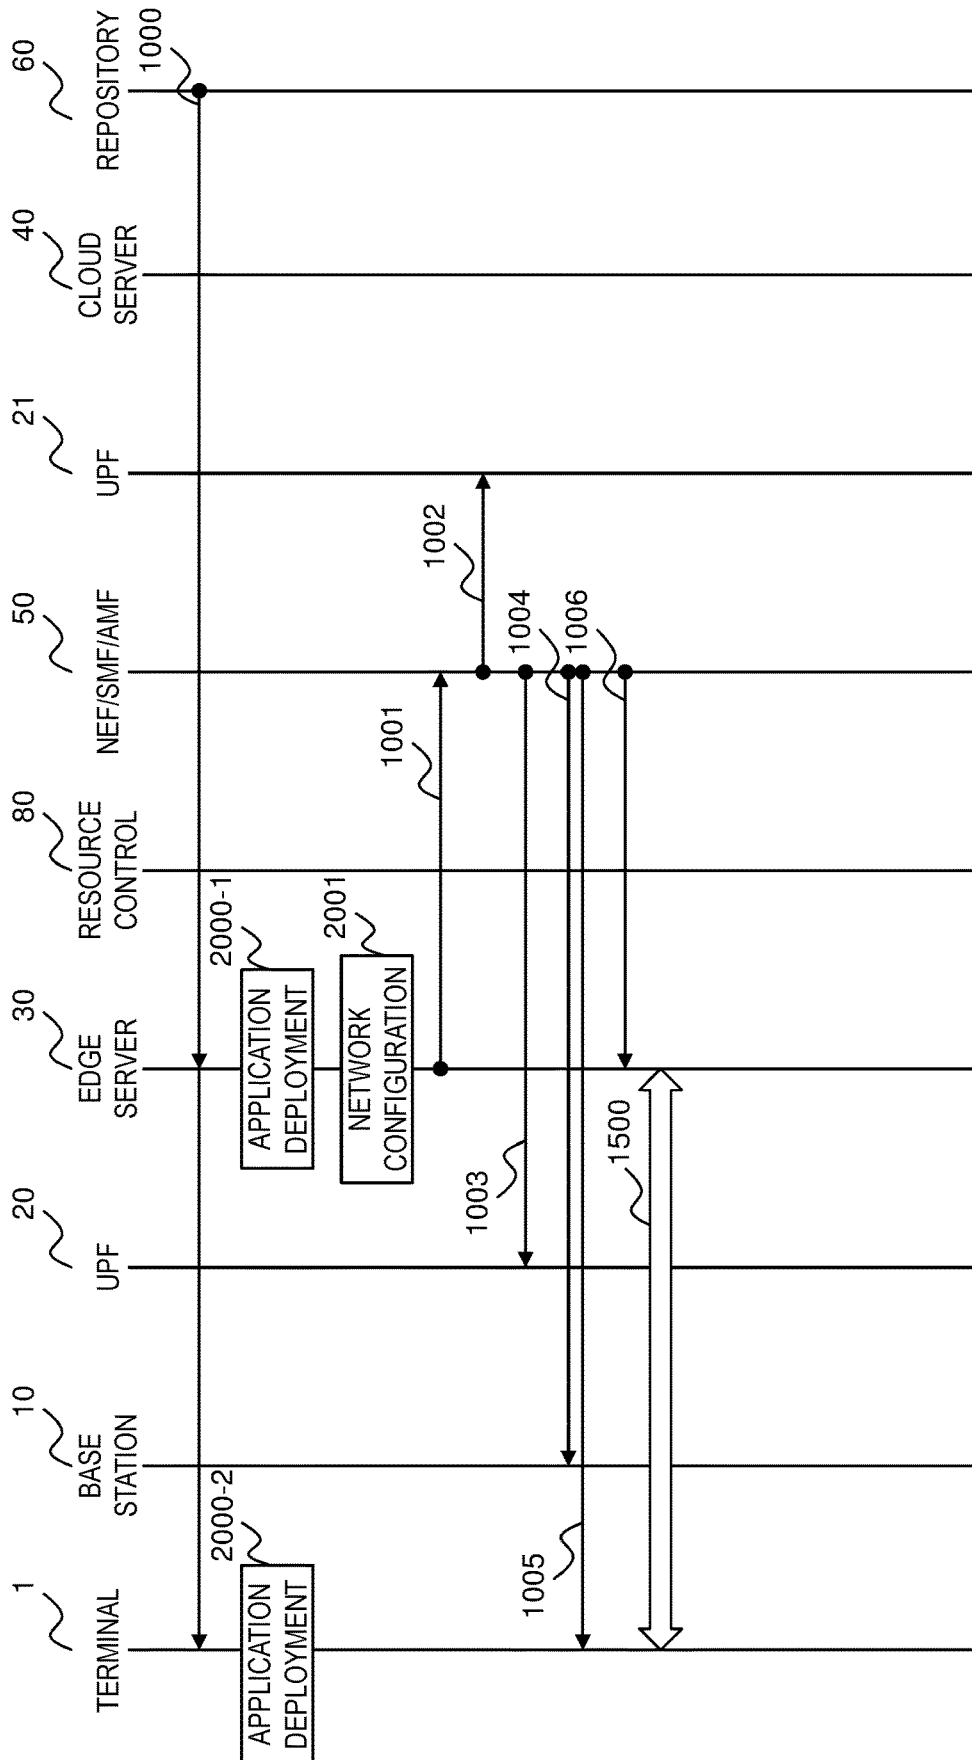 1
TERMINAL
10
BASE
STATION
20
UPF
30
EDGE
SERVER
80
RESOURCE
CONTROL
50
NEF/SMF/AMF
21
UPF
40
CLOUD
SERVER
60
REPOSITORY
1000
2000-2
APPLICATION
DEPLOYMENT
2000-1
APPLICATION
DEPLOYMENT
2001
NETWORK
CONFIGURATION
1001
1002
1003
1004
1005
1006
1500